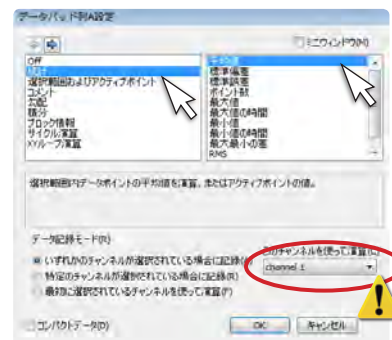 データパッド列A設定
ミニウィンドウ(M)
Off
統計
選択範囲およびアクティブポイント
コメント
勾配
積分
ブロック情報
サイクル演算
XYループ演算
平均値
標準偏差
標準誤差
ポイント数
最大値
最大値の時間
最小値
最小値の時間
最大最小の差
RMS
選択範囲内データポイントの平均値を演算、またはアクティブポイントの値。
データ記録モード(R)
いずれかのチャンネルが選択されている場合に記録
特定のチャンネルが選択されている場合に記録(R)
最初に選択されているチャンネルを使って演算(F)
このチャンネルを使って演算(C)
channel 1
コンパクトデータ(D)
OK
キャンセル